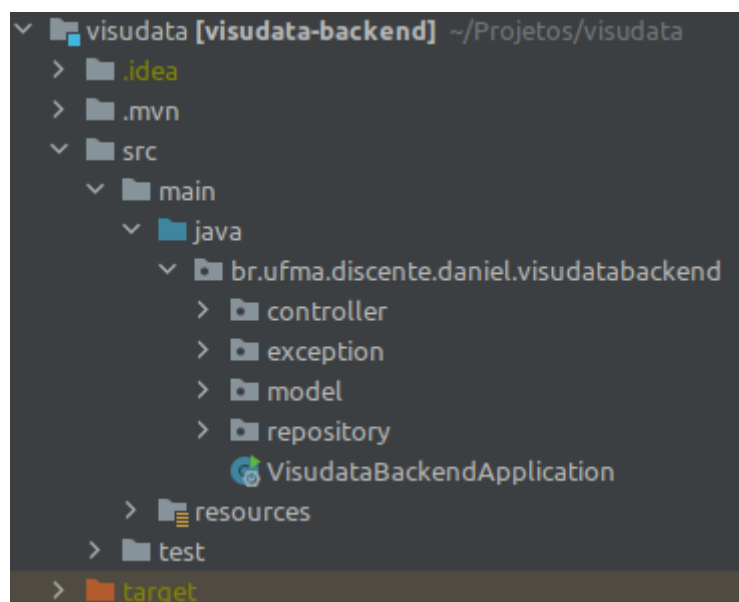 visudata [visudata-backend] ~/Projetos/visudata
.idea
.mvn
src
main
java
br.ufma.discente.daniel.visudatabackend
controller
exception
model
repository
VisudataBackendApplication
resources
test
target